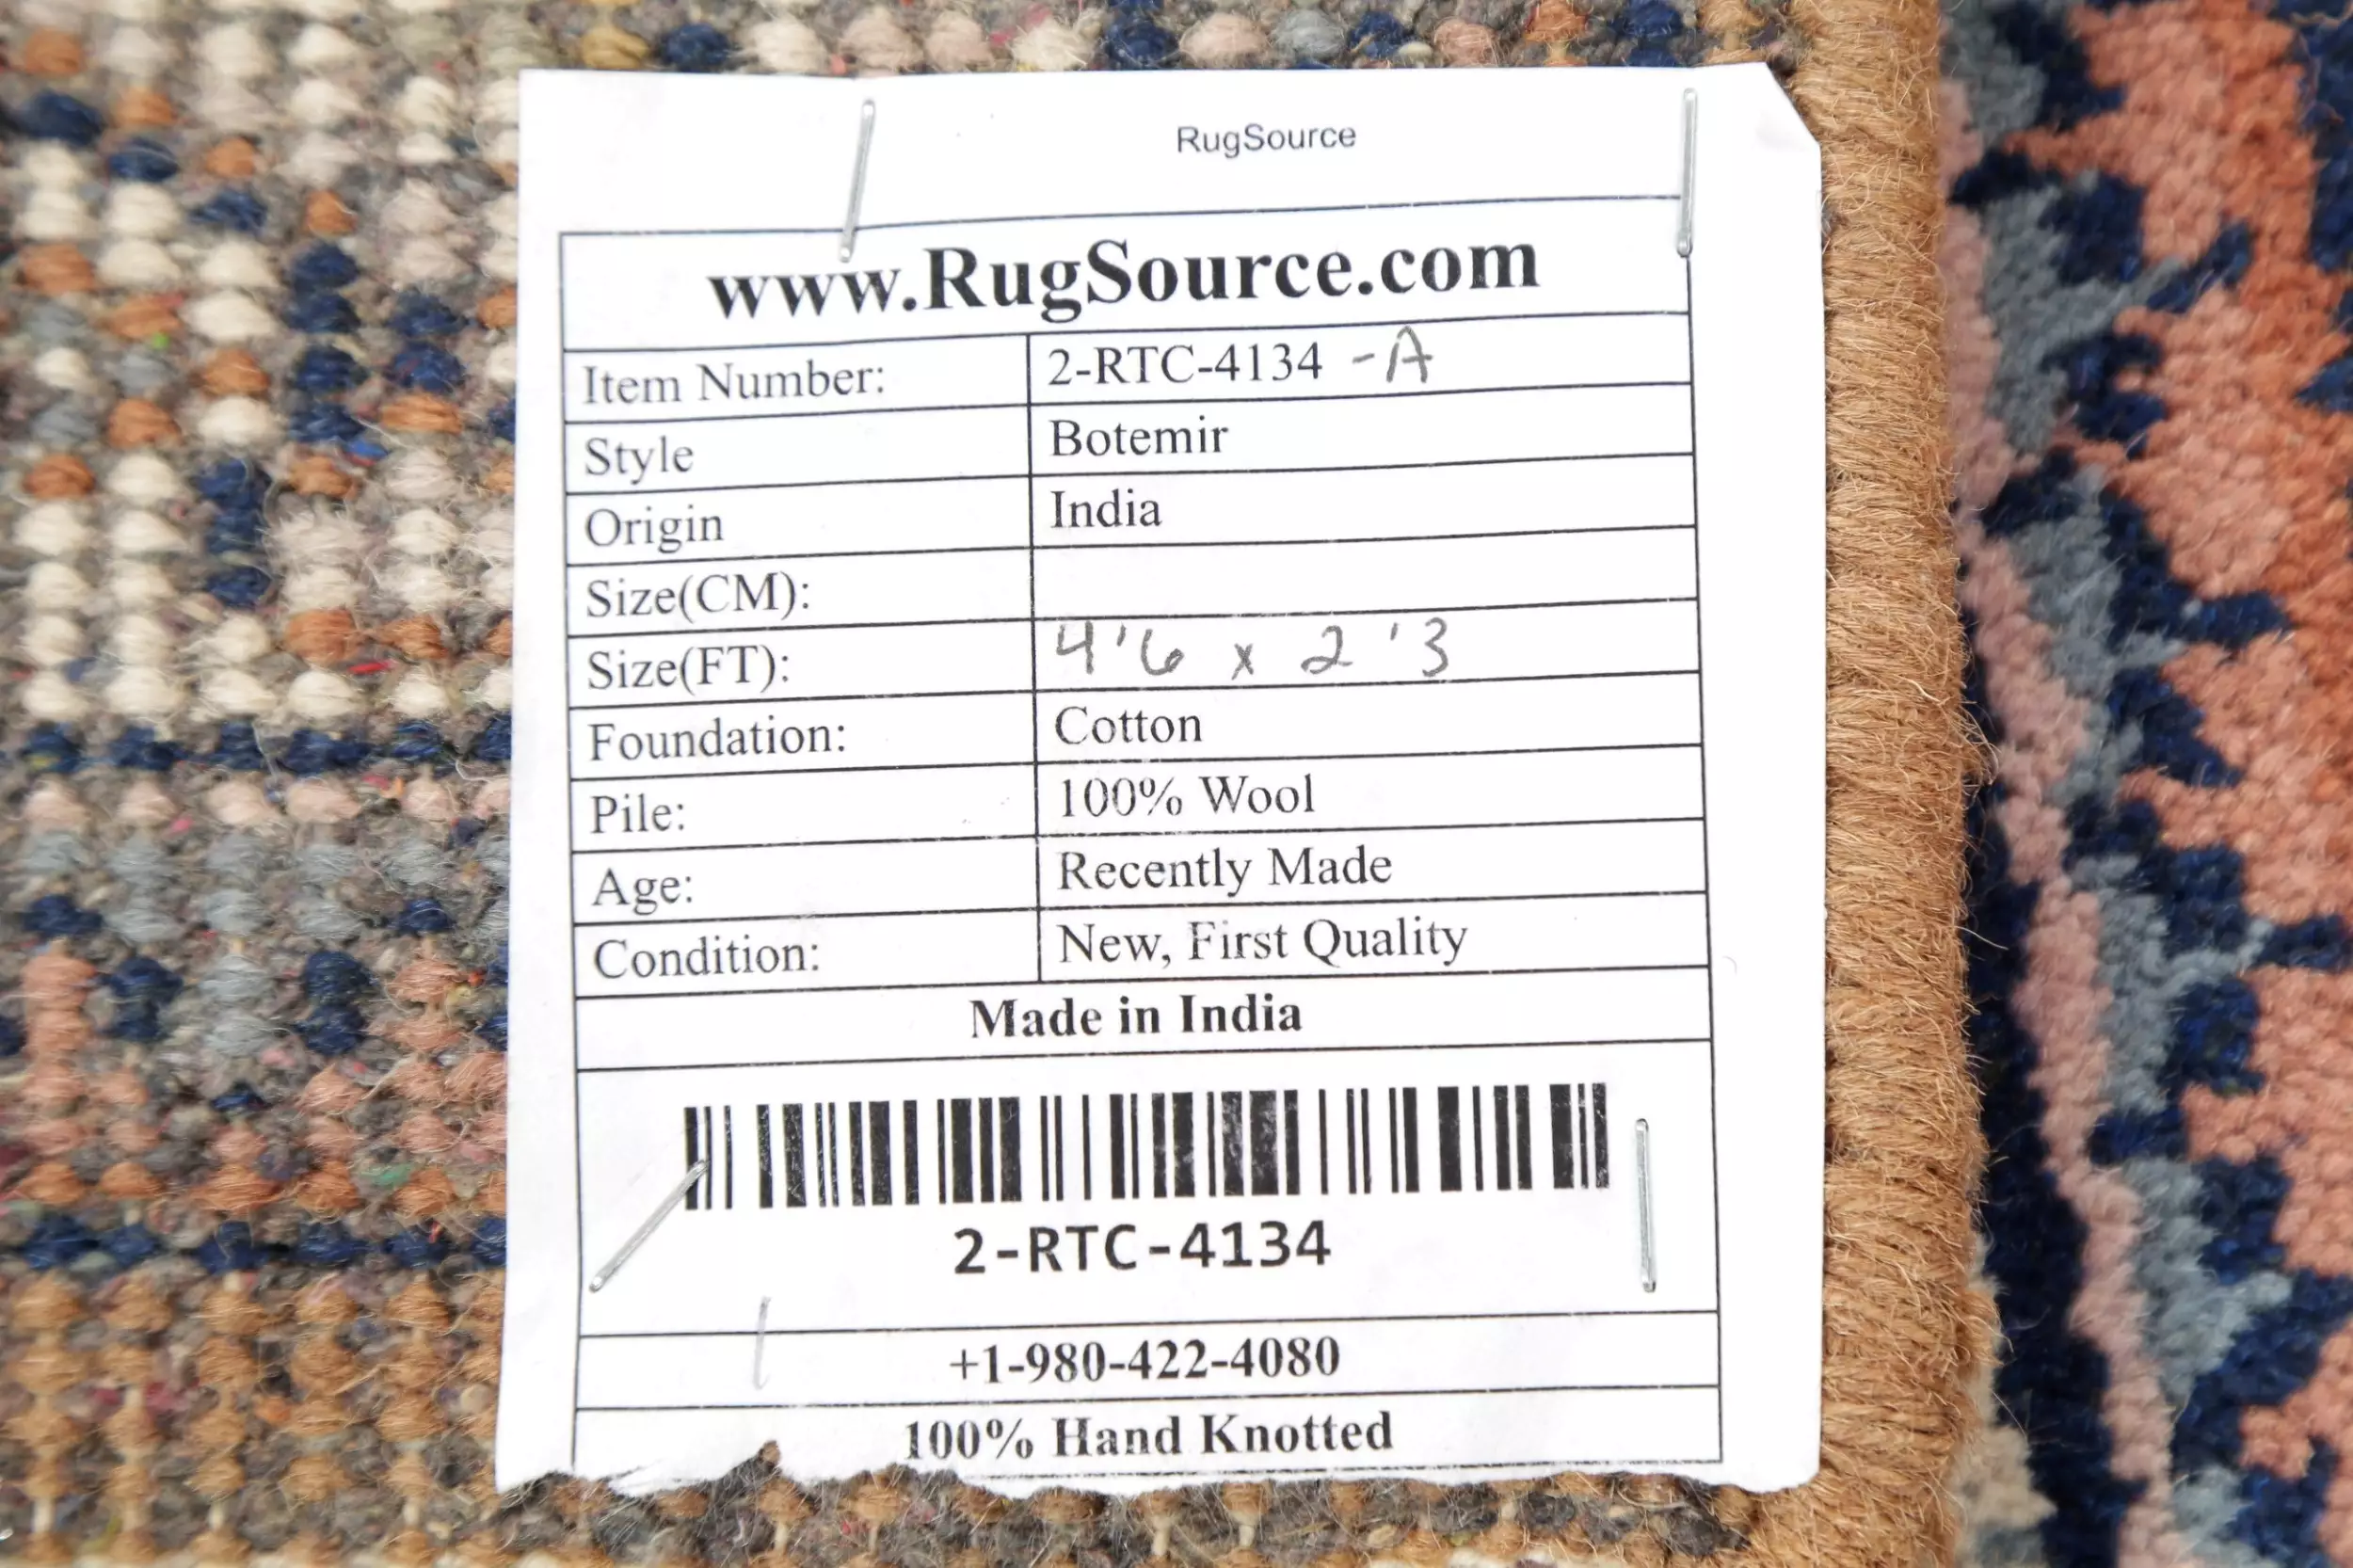 RugSource
www.RugSource.com
Item Number: 2-RTC-4134 -A
Style Botemir
Origin India
Size(CM):
Size(FT): 4'6 x 2'3
Foundation: Cotton
Pile: 100% Wool
Age: Recently Made
Condition: New, First Quality
Made in India
2-RTC-4134
+1-980-422-4080
100% Hand Knotted